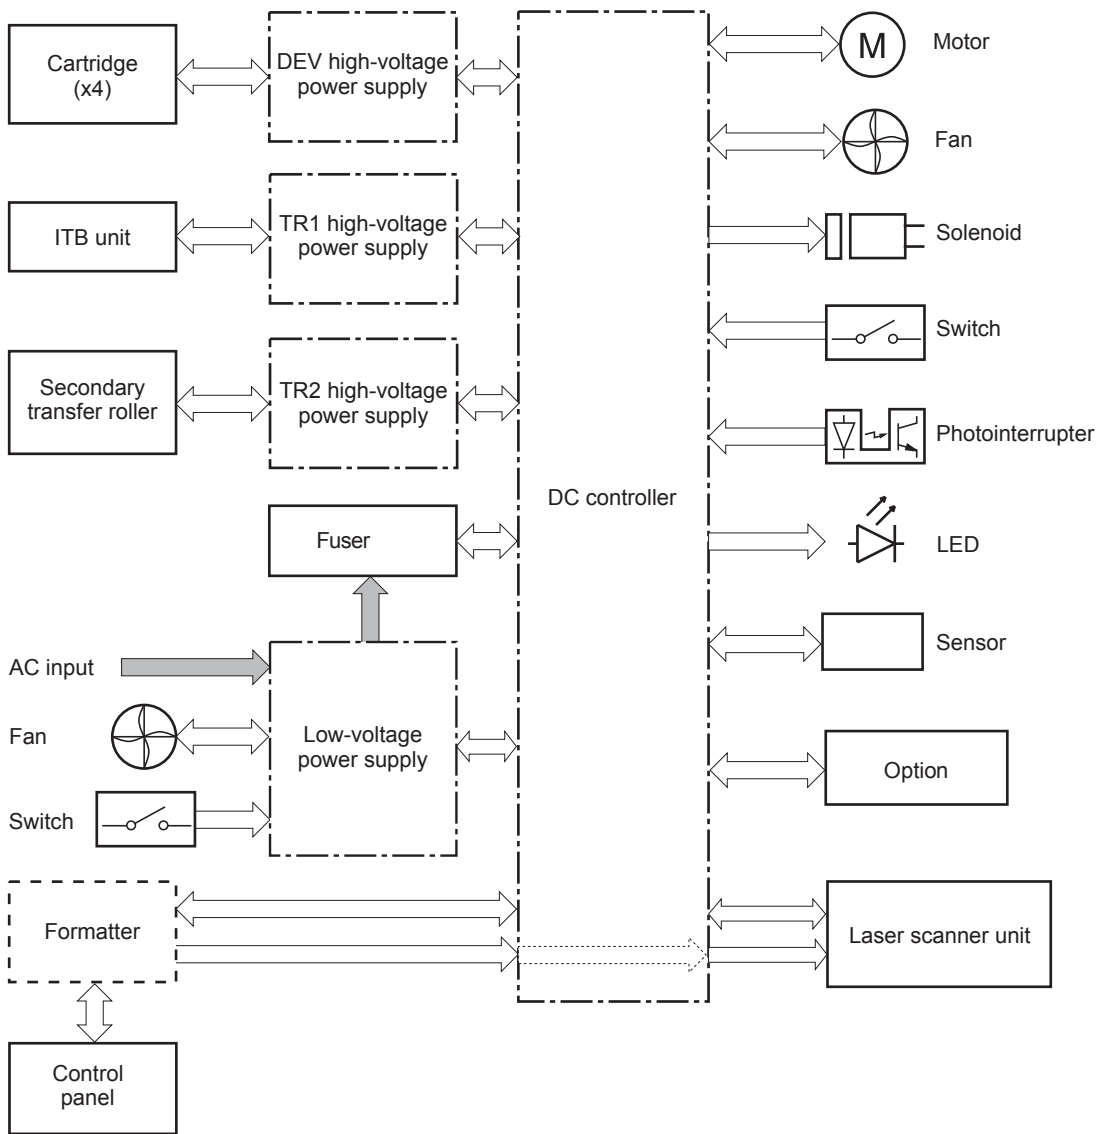 Cartridge
(x4)
DEV high-voltage
power supply
Motor
M
Fan
ITB unit
TR1 high-voltage
power supply
Solenoid
Switch
Secondary
transfer roller
TR2 high-voltage
power supply
Photointerrupter
DC controller
Fuser
LED
Sensor
AC input
Fan
Low-voltage
power supply
Option
Switch
Formatter
Laser scanner unit
Control
panel